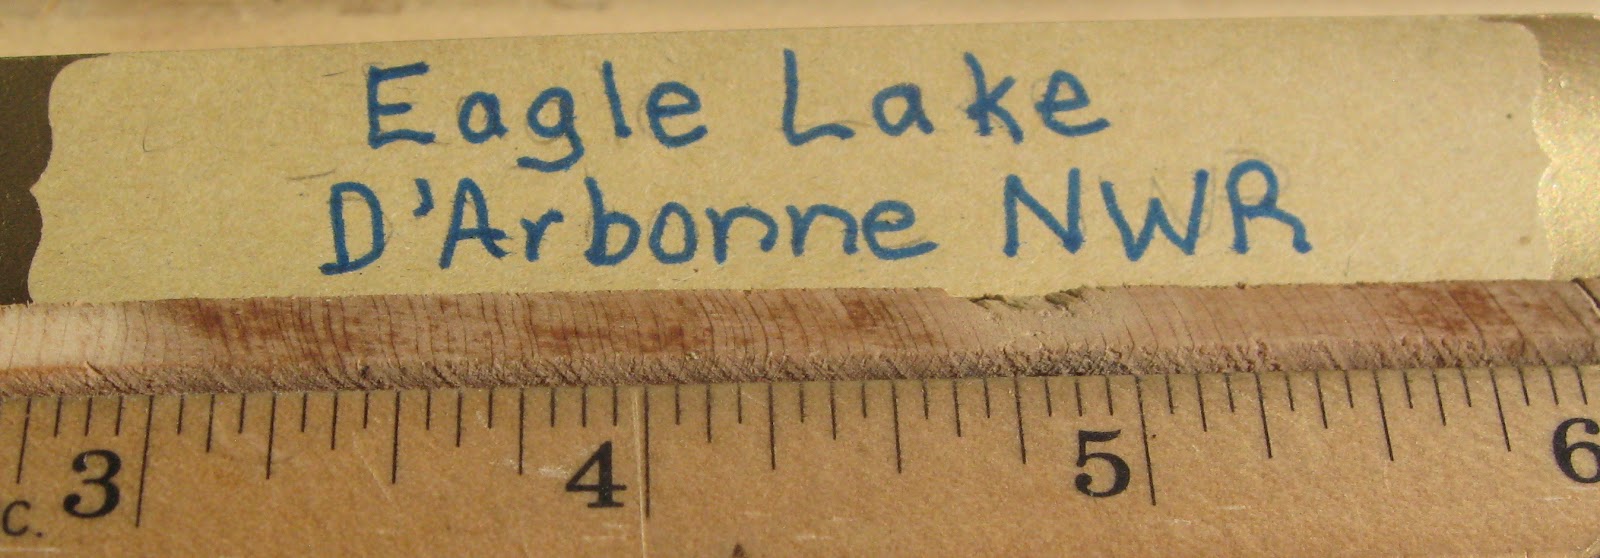 Eagle Lake
D'Arbonne NWR
3 4 5 6
C.